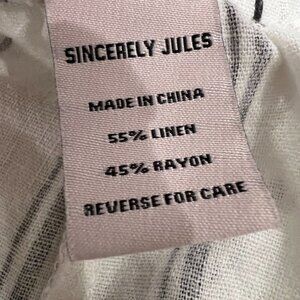 SINCERELY JULES
MADE IN CHINA
55% LINEN
45% RAYON
REVERSE FOR CARE